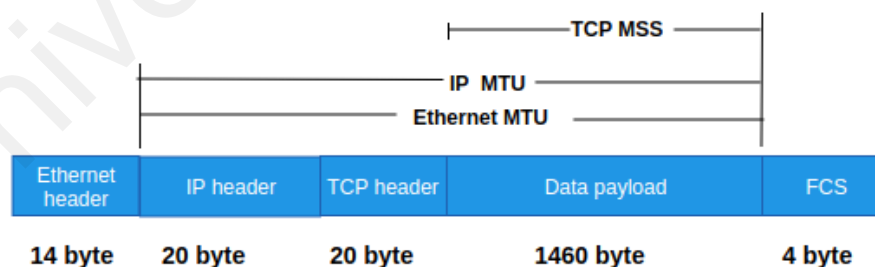 TCP MSS
IP MTU
Ethernet MTU
Ethernet
header
IP header
TCP header
Data payload
FCS
14 byte
20 byte
20 byte
1460 byte
4 byte